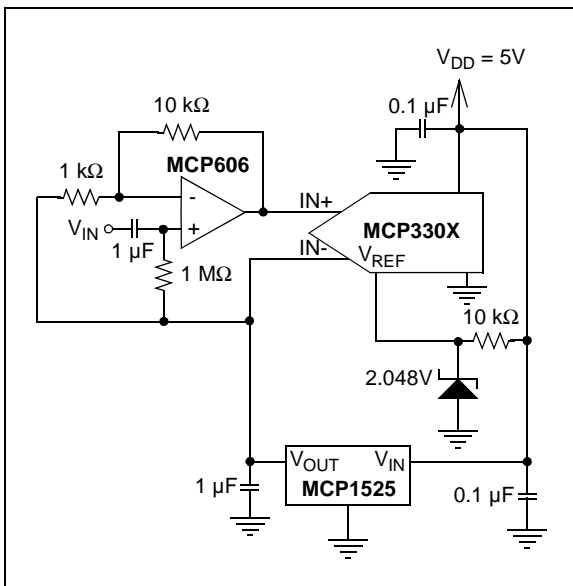 V_DD = 5V
0.1 µF
10 kΩ
MCP606
1 kΩ
-
+
V_IN
1 µF
1 MΩ
IN+
IN-
MCP330X
V_REF
10 kΩ
2.048V
V_OUT
V_IN
MCP1525
1 µF
0.1 µF